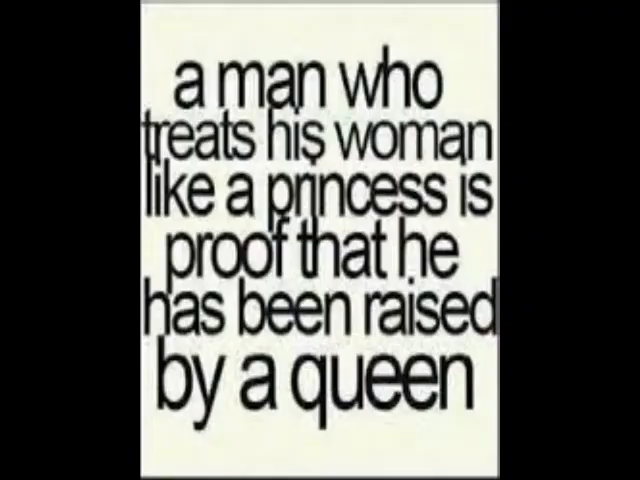 a man who
treats his woman
like a princess is
proof that he
has been raised
by a queen